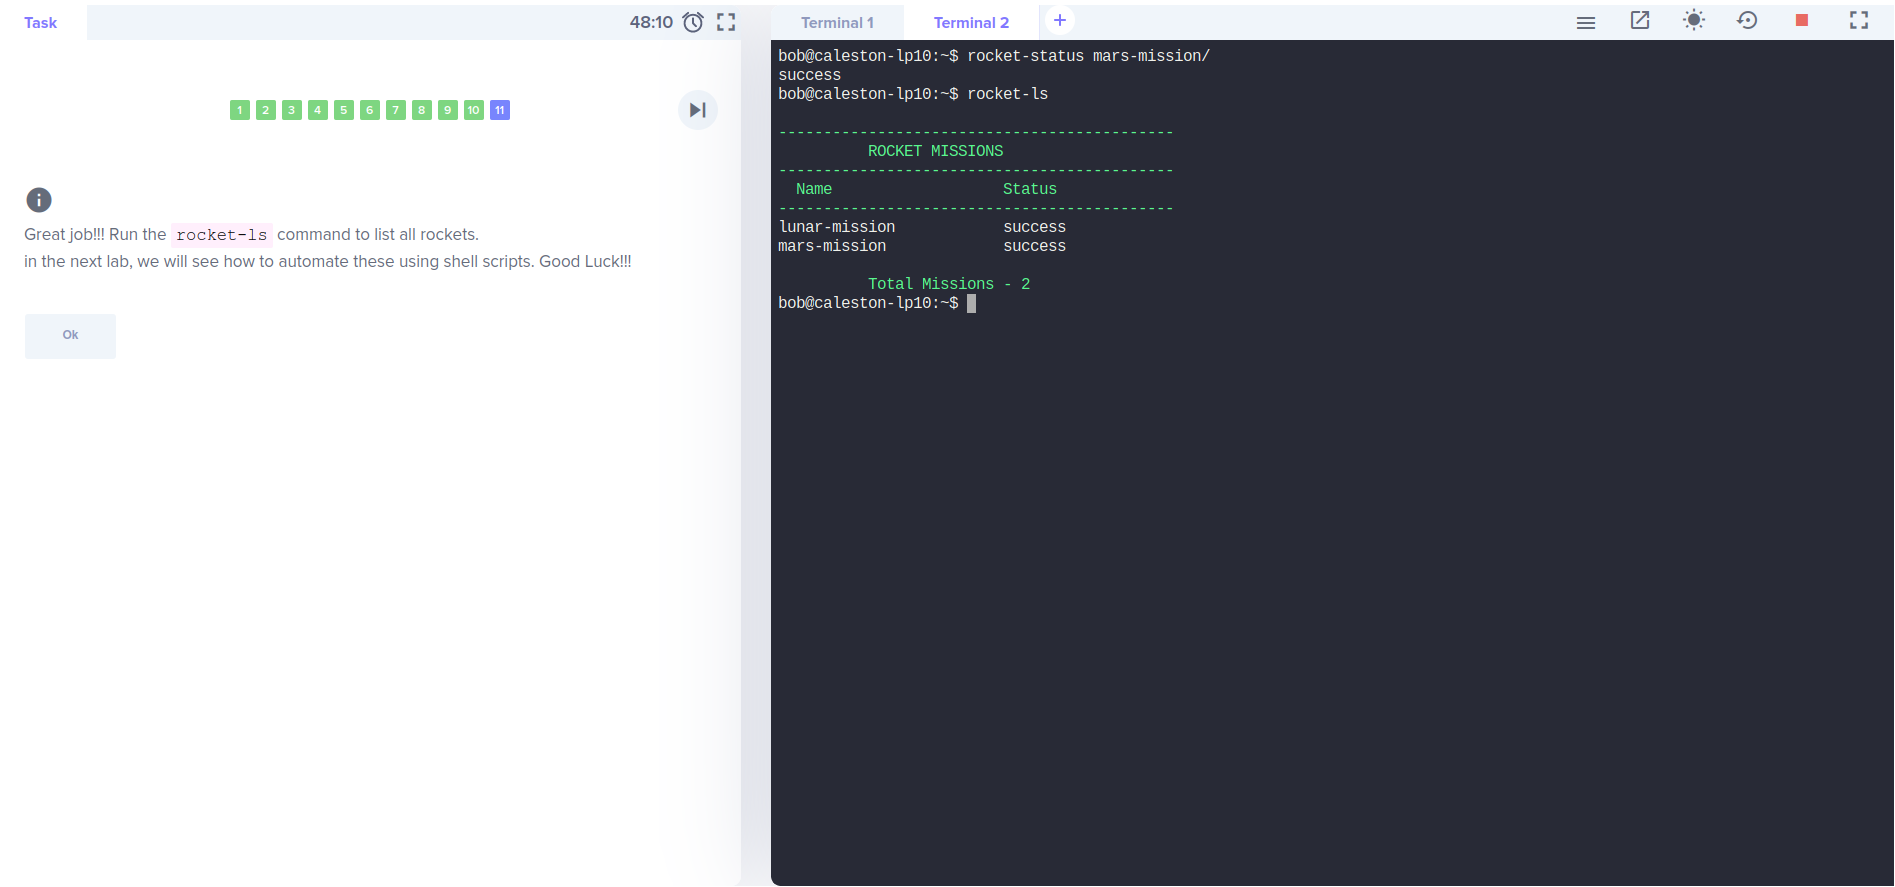 Task
48:10
1 2 3 4 5 6 7 8 9 10 11
Great job!!! Run the rocket-ls command to list all rockets.
in the next lab, we will see how to automate these using shell scripts. Good Luck!!!
Ok
Terminal 1 Terminal 2 +
bob@caleston-lp10:~$ rocket-status mars-mission/
success
bob@caleston-lp10:~$ rocket-ls
--------------------------------------------
ROCKET MISSIONS
--------------------------------------------
Name Status
--------------------------------------------
lunar-mission success
mars-mission success
Total Missions - 2
bob@caleston-lp10:~$